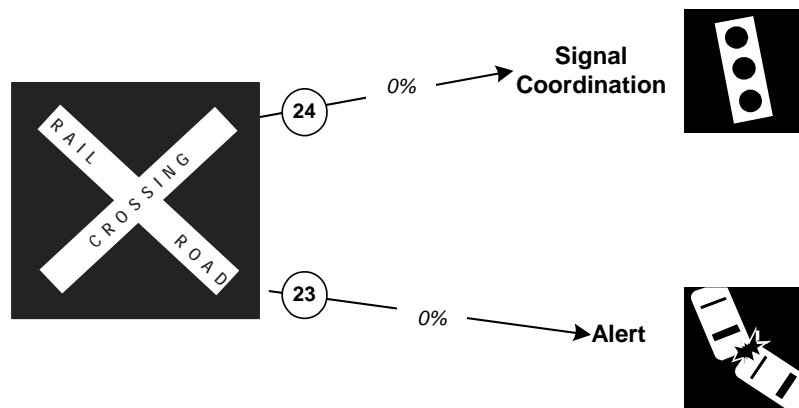 Signal
Coordination
0%
24
RAIL
CROSSING
ROAD
23
0%
Alert